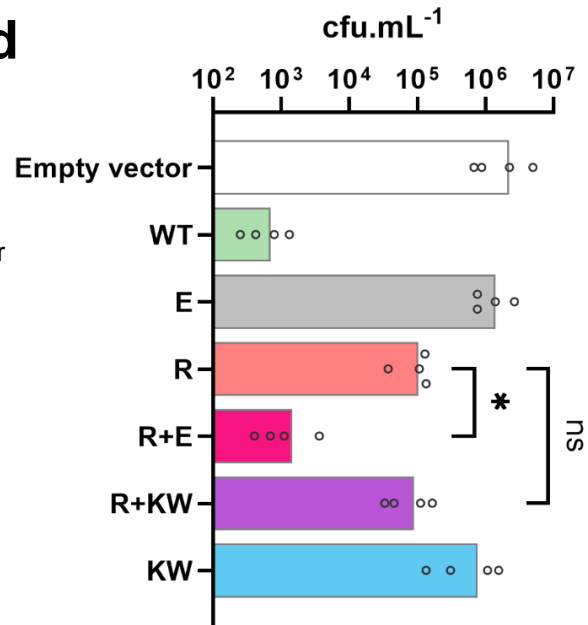 d
cfu.mL⁻¹
10² 10³ 10⁴ 10⁵ 10⁶ 10⁷
Empty vector
WT
r
E
R
*
R+E
ns
R+KW
KW